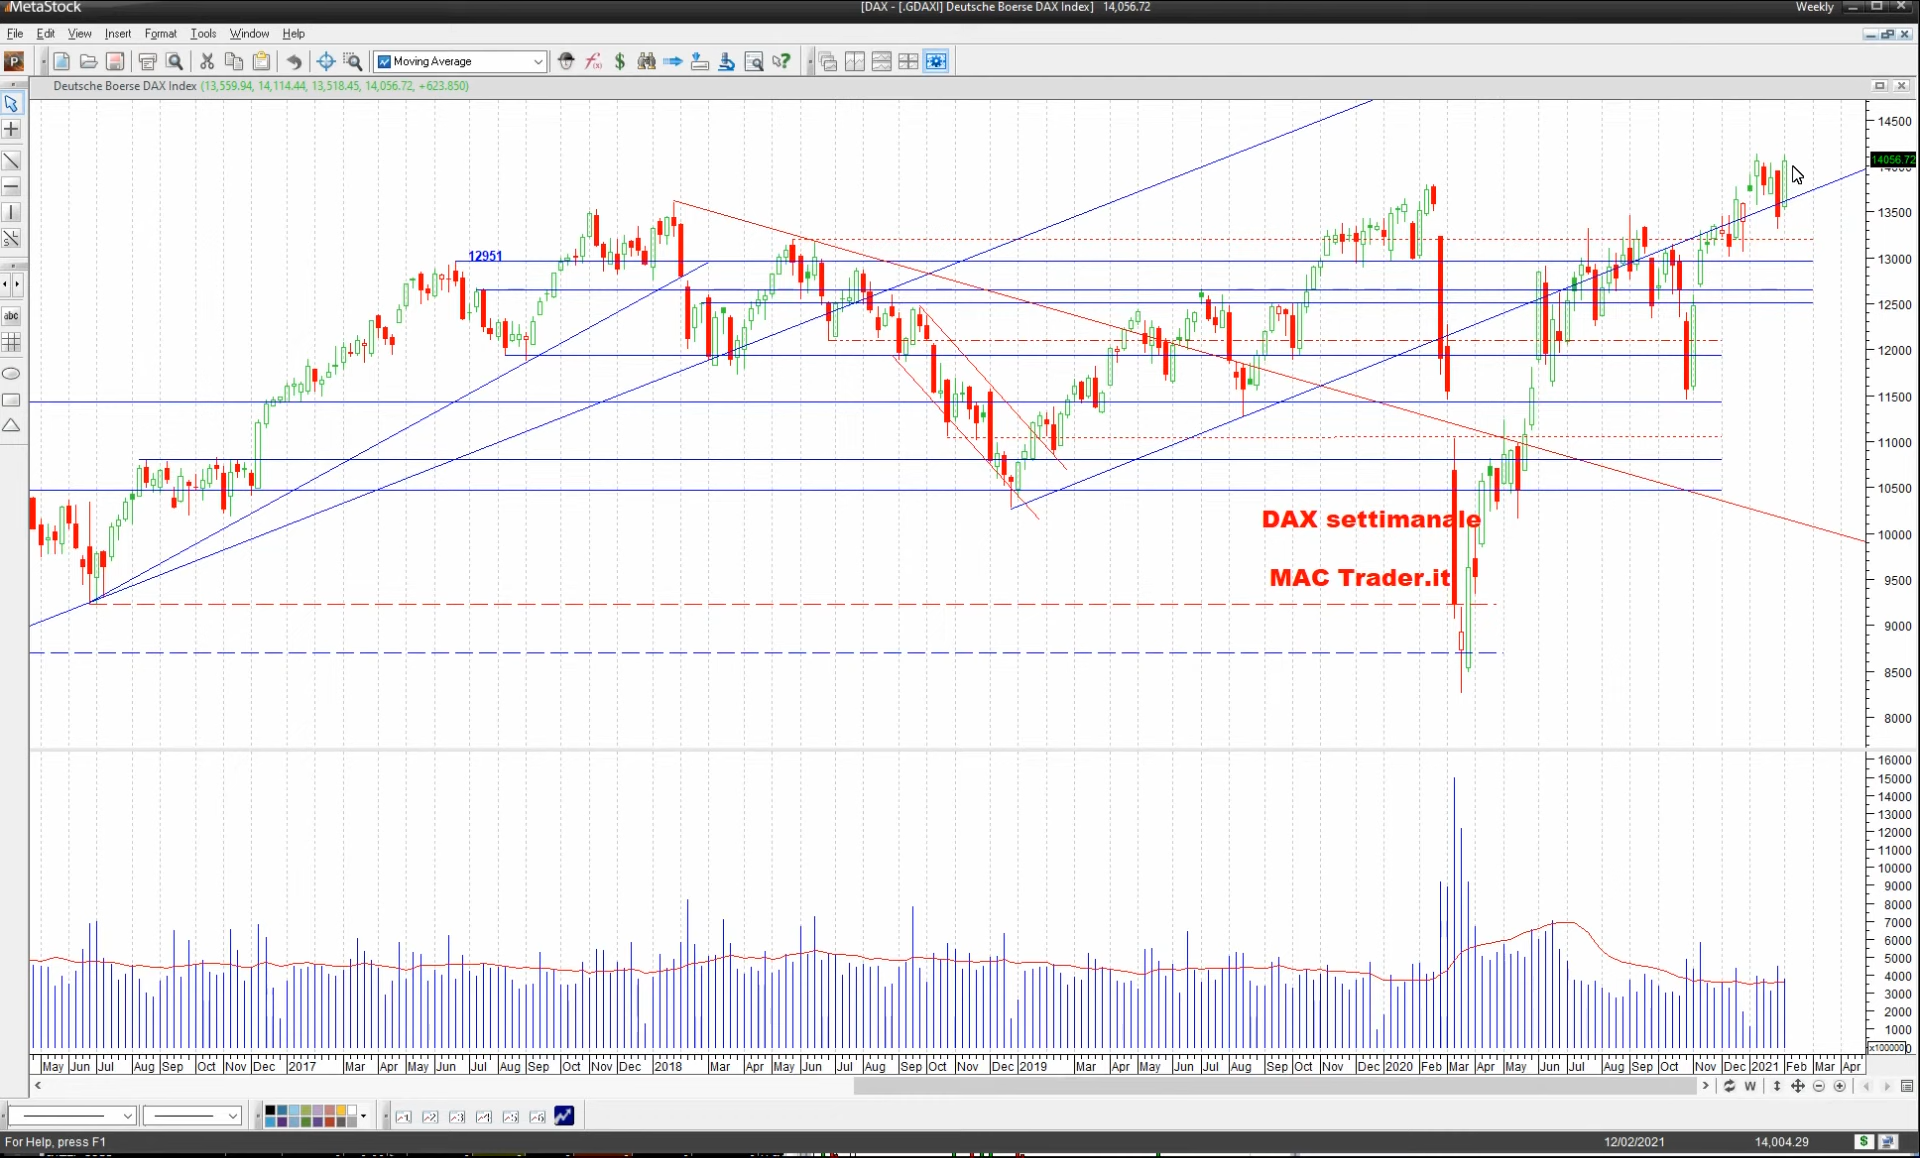 MetaStock
[DAX - [.GDAXI] Deutsche Boerse DAX Index]   14,056.72
Weekly
File Edit View Insert Format Tools Window Help
P
Moving Average
Deutsche Boerse DAX Index (13,559.94, 14,114.44, 13,518.45, 14,056.72, +623.850)
abc
12951
DAX settimanale
MAC Trader.it
14500
14056.72
14000
13500
13000
12500
12000
11500
11000
10500
10000
9500
9000
8500
8000
16000
15000
14000
13000
12000
11000
10000
9000
8000
7000
6000
5000
4000
3000
2000
1000
x100000 0
May Jun Jul Aug Sep Oct Nov Dec 2017 Mar Apr May Jun Jul Aug Sep Oct Nov Dec 2018 Mar Apr May Jun Jul Aug Sep Oct Nov Dec 2019 Mar Apr May Jun Jul Aug Sep Oct Nov Dec 2020 Feb Mar Apr May Jun Jul Aug Sep Oct Nov Dec 2021 Feb Mar Apr
W
For Help, press F1
12/02/2021
14,004.29
$